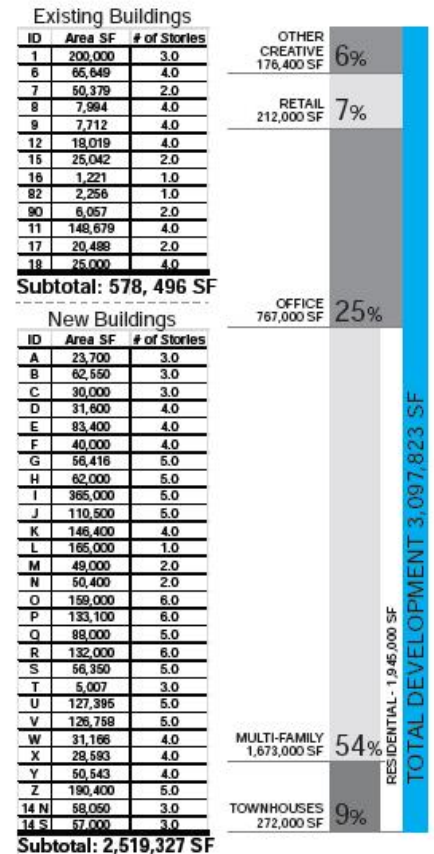 Existing Buildings
ID Area SF # of Stories
1 200,000 3.0
6 65,649 4.0
7 50,379 2.0
8 7,994 4.0
9 7,712 4.0
12 18,019 4.0
15 25,042 2.0
16 1,221 1.0
82 2,256 1.0
90 6,057 2.0
11 148,679 4.0
17 20,488 2.0
18 25,000 4.0
Subtotal: 578, 496 SF
New Buildings
ID Area SF # of Stories
A 23,700 3.0
B 62,550 3.0
C 30,000 3.0
D 31,600 4.0
E 83,400 4.0
F 40,000 4.0
G 56,416 5.0
H 62,000 5.0
I 365,000 5.0
J 110,500 5.0
K 146,400 4.0
L 165,000 1.0
M 49,000 2.0
N 50,400 2.0
O 159,000 6.0
P 133,100 6.0
Q 88,000 5.0
R 132,000 6.0
S 56,350 5.0
T 5,007 3.0
U 127,395 5.0
V 126,758 5.0
W 31,166 4.0
X 28,593 4.0
Y 50,543 4.0
Z 190,400 5.0
14 N 58,050 3.0
14 S 57,000 3.0
Subtotal: 2,519,327 SF
OTHER
CREATIVE
176,400 SF
6%
RETAIL
212,000 SF
7%
OFFICE
767,000 SF
25%
MULTI-FAMILY
1,673,000 SF
54%
TOWNHOUSES
272,000 SF
9%
RESIDENTIAL- 1,945,000 SF
TOTAL DEVELOPMENT 3,097,823 SF